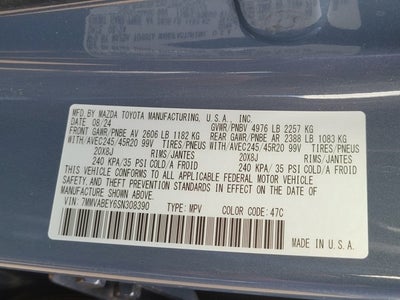 MFD. BY MAZDA TOYOTA MANUFACTURING, U.S.A., INC.
DATE 08/24 GVWR/PNBV 4976 LB 2257 KG
FRONT GAWR/PNBE AV 2606 LB 1182 KG REAR GAWR/PNBE AR 2388 LB 1083 KG
WITH/AVEC245/45R20 99V TIRES/PNEUS WITH/AVEC245/45R20 99V TIRES/PNEUS
20X8J RIMS/JANTES 20X8J RIMS/JANTES
240 KPA/35 PSI COLD/A FROID 240 KPA/35 PSI COLD/A FROID
THIS VEHICLE CONFORMS TO ALL APPLICABLE FEDERAL MOTOR VEHICLE
SAFETY, BUMPER, AND THEFT PREVENTION STANDARDS IN EFFECT ON THE DATE
OF MANUFACTURE SHOWN ABOVE.
VIN: 7MMVABEY6SN308390 TYPE: MPV COLOR CODE: 47C
MADE IN U.S.A.